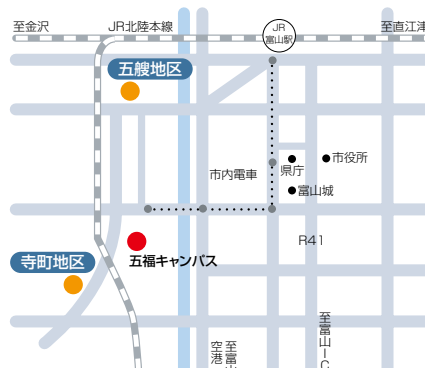 至金沢
JR北陸本線
JR
富山駅
至直江津
五艘地区
市役所
県庁
市内電車
富山城
R41
五福キャンパス
寺町地区
至富山
空港
至富山IC